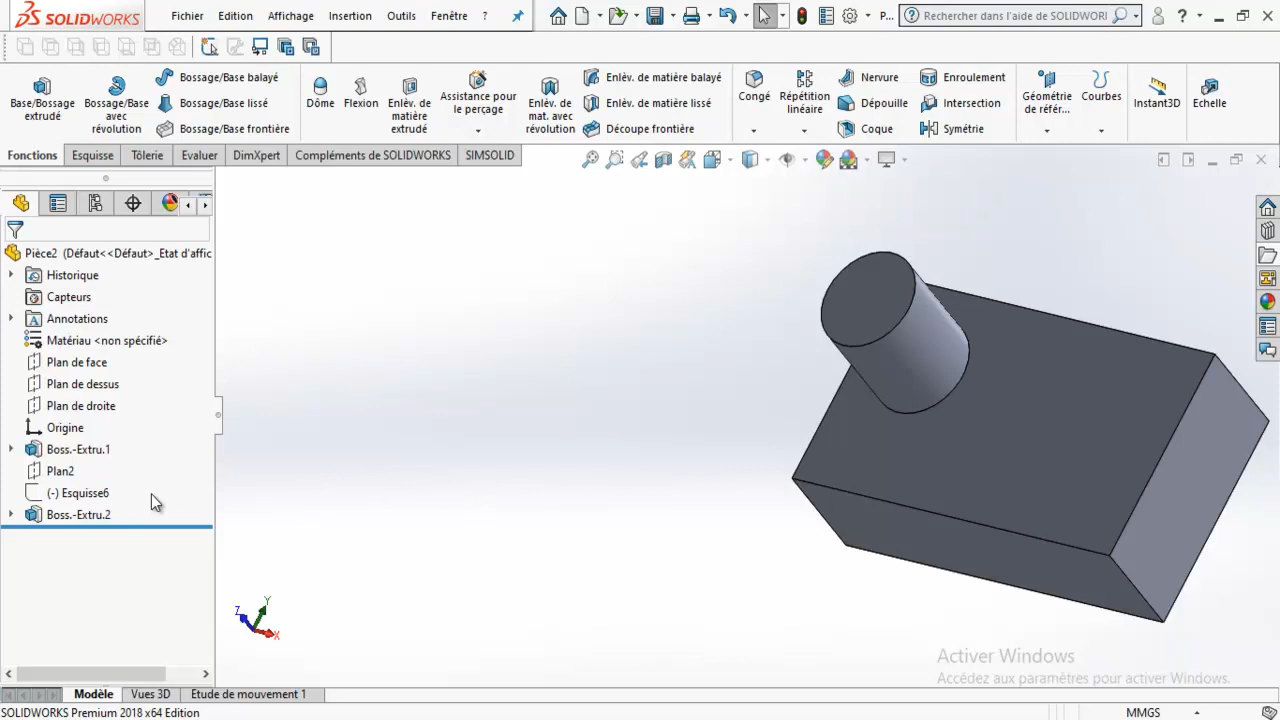 SOLIDWORKS Fichier Edition Affichage Insertion Outils Fenêtre ? P... Rechercher dans l'aide de SOLIDWORI ?
Base/Bossage extrudé
Bossage/Base avec révolution
Bossage/Base balayé
Bossage/Base lissé
Bossage/Base frontière
Dôme
Flexion
Enlèv. de matière extrudé
Assistance pour le perçage
Enlèv. de mat. avec révolution
Enlèv. de matière balayé
Enlèv. de matière lissé
Découpe frontière
Congé
Répétition linéaire
Nervure
Dépouille
Coque
Enroulement
Intersection
Symétrie
Géométrie de référ...
Courbes
Instant3D
Echelle
Fonctions Esquisse Tôlerie Evaluer DimXpert Compléments de SOLIDWORKS SIMSOLID
Pièce2 (Défaut<<Défaut>_Etat d'affic
Historique
Capteurs
Annotations
Matériau <non spécifié>
Plan de face
Plan de dessus
Plan de droite
Origine
Boss.-Extru.1
Plan2
(-) Esquisse6
Boss.-Extru.2
Y
Z
X
Activer Windows
Accédez aux paramètres pour activer Windows.
Modèle Vues 3D Etude de mouvement 1
SOLIDWORKS Premium 2018 x64 Edition MMGS